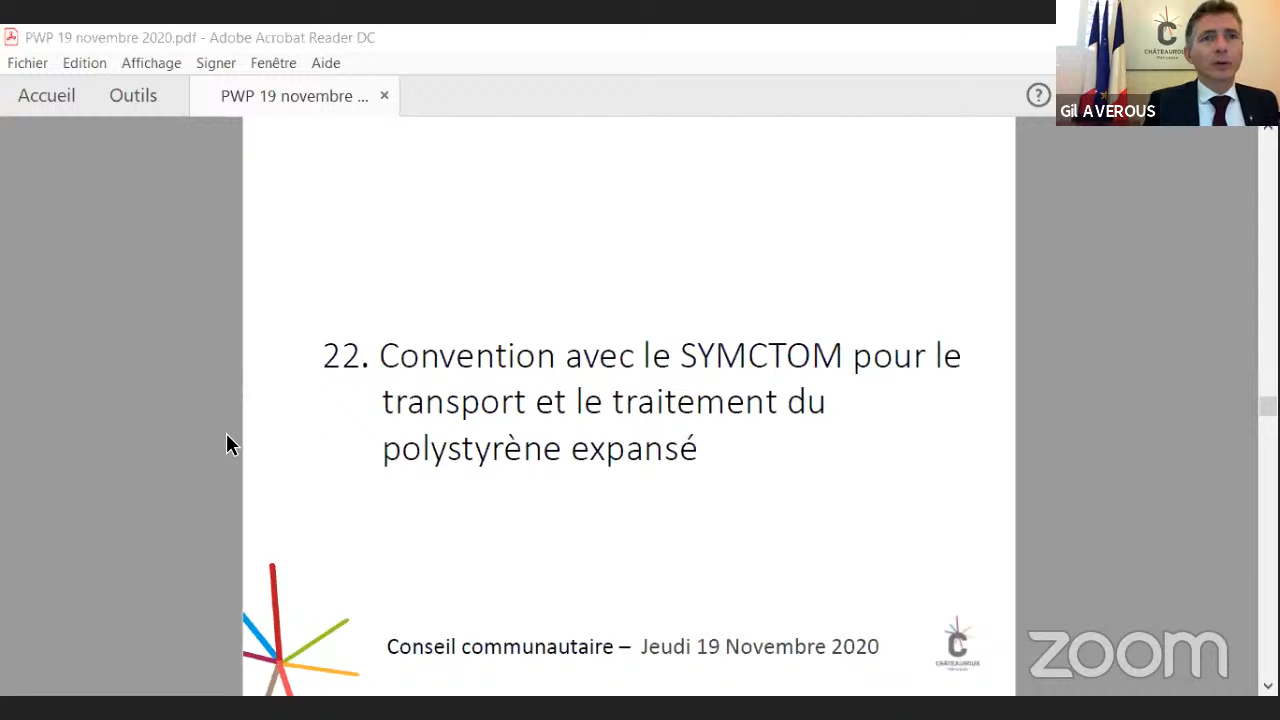 PWP 19 novembre 2020.pdf - Adobe Acrobat Reader DC
Fichier Edition Affichage Signer Fenêtre Aide
Accueil Outils PWP 19 novembre ... × ?
C
CHÂTEAUROUX
Gil AVEROUS
22. Convention avec le SYMCTOM pour le
transport et le traitement du
polystyrène expansé
Conseil communautaire – Jeudi 19 Novembre 2020
C
CHÂTEAUROUX
zoom